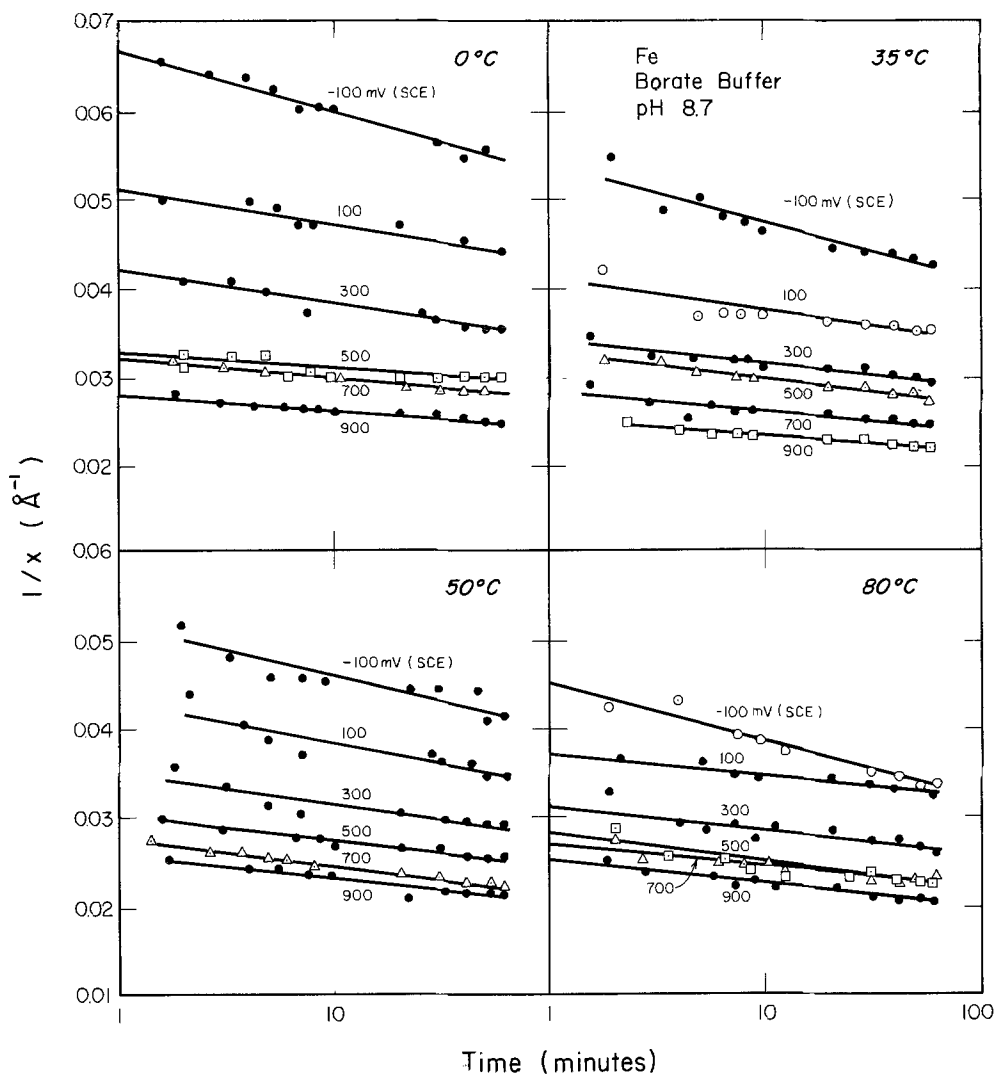 0.07
0.06
0.05
0.04
0.03
0.02
0°C
-100 mV (SCE)
100
300
500
700
900
Fe
Borate Buffer
pH 8.7
35°C
-100 mV (SCE)
100
300
500
700
900
1/x (Å⁻¹)
0.06
0.05
0.04
0.03
0.02
0.01
50°C
-100 mV (SCE)
100
300
500
700
900
80°C
-100 mV (SCE)
100
300
500
700
900
1
10
1
10
100
Time (minutes)